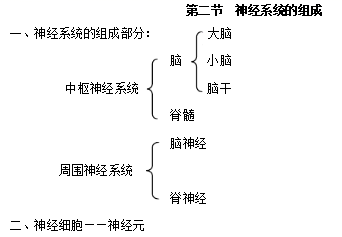 第二节 神经系统的组成
一、神经系统的组成部分：
大脑
脑
小脑
中枢神经系统
脑干
脊髓
脑神经
周围神经系统
脊神经
二、神经细胞——神经元